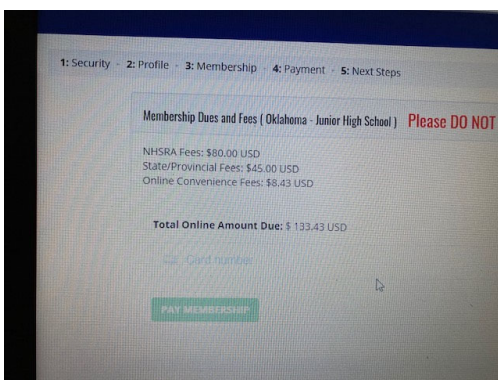 1: Security - 2: Profile - 3: Membership - 4: Payment - 5: Next Steps
Membership Dues and Fees ( Oklahoma - Junior High School ) Please DO NOT
NHSRA Fees: $80.00 USD
State/Provincial Fees: $45.00 USD
Online Convenience Fees: $8.43 USD
Total Online Amount Due: $ 133.43 USD
Card number
PAY MEMBERSHIP